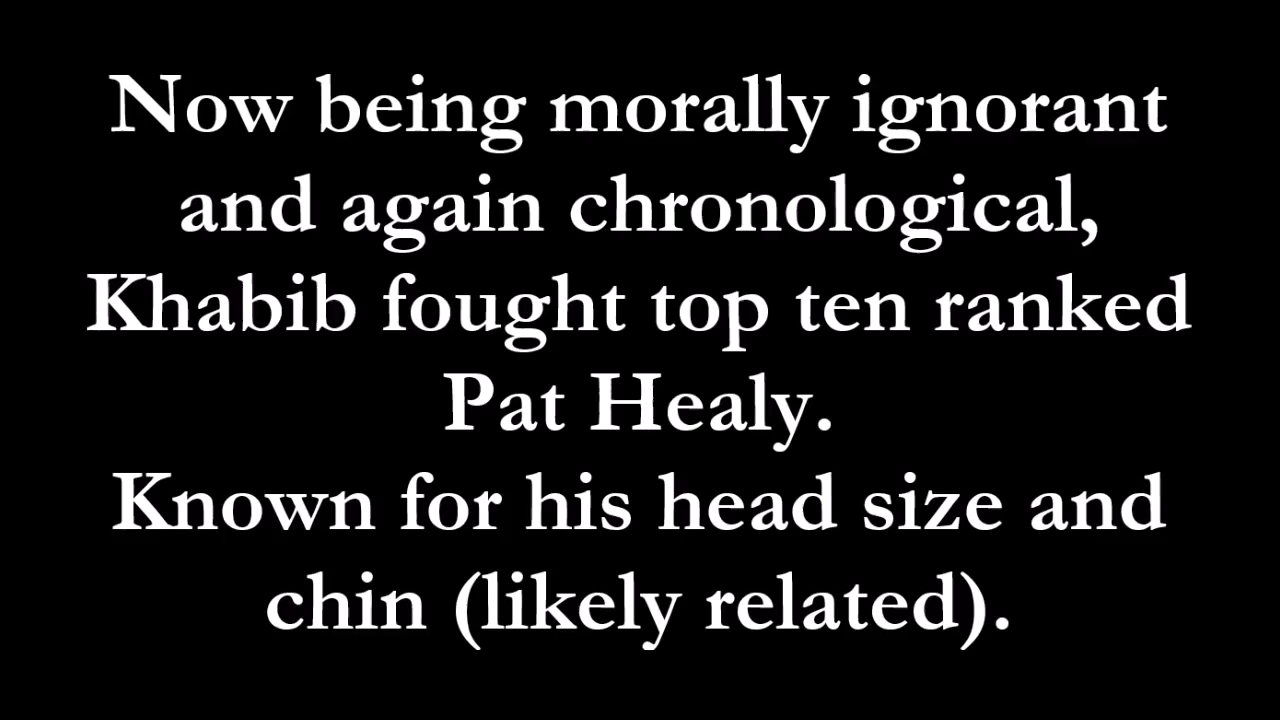 Now being morally ignorant
and again chronological,
Khabib fought top ten ranked
Pat Healy.
Known for his head size and
chin (likely related).